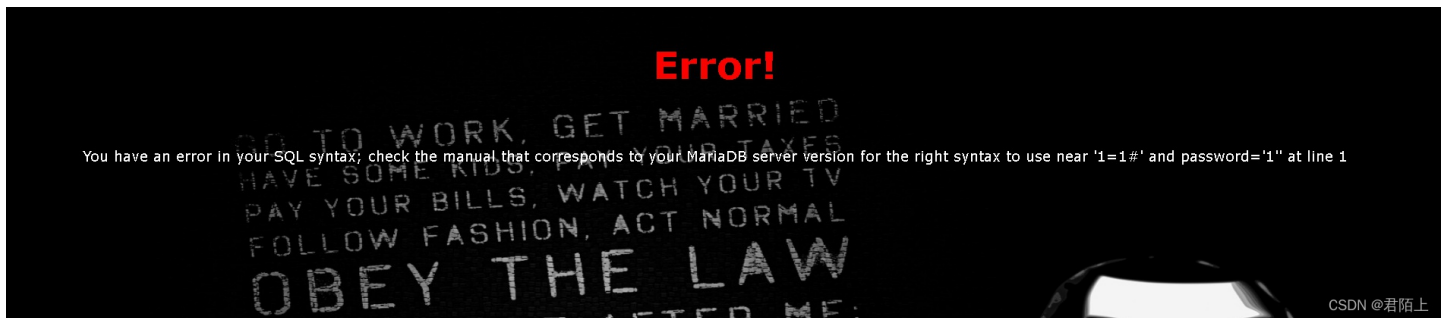 Error!
GO TO WORK, GET MARRIED
You have an error in your SQL syntax; check the manual that corresponds to your MariaDB server version for the right syntax to use near '1=1#' and password='1'' at line 1
HAVE SOME KIDS, PAY YOUR TAXES
PAY YOUR BILLS, WATCH YOUR TV
FOLLOW FASHION, ACT NORMAL
OBEY THE LAW
AFTER ME:
CSDN @君陌上